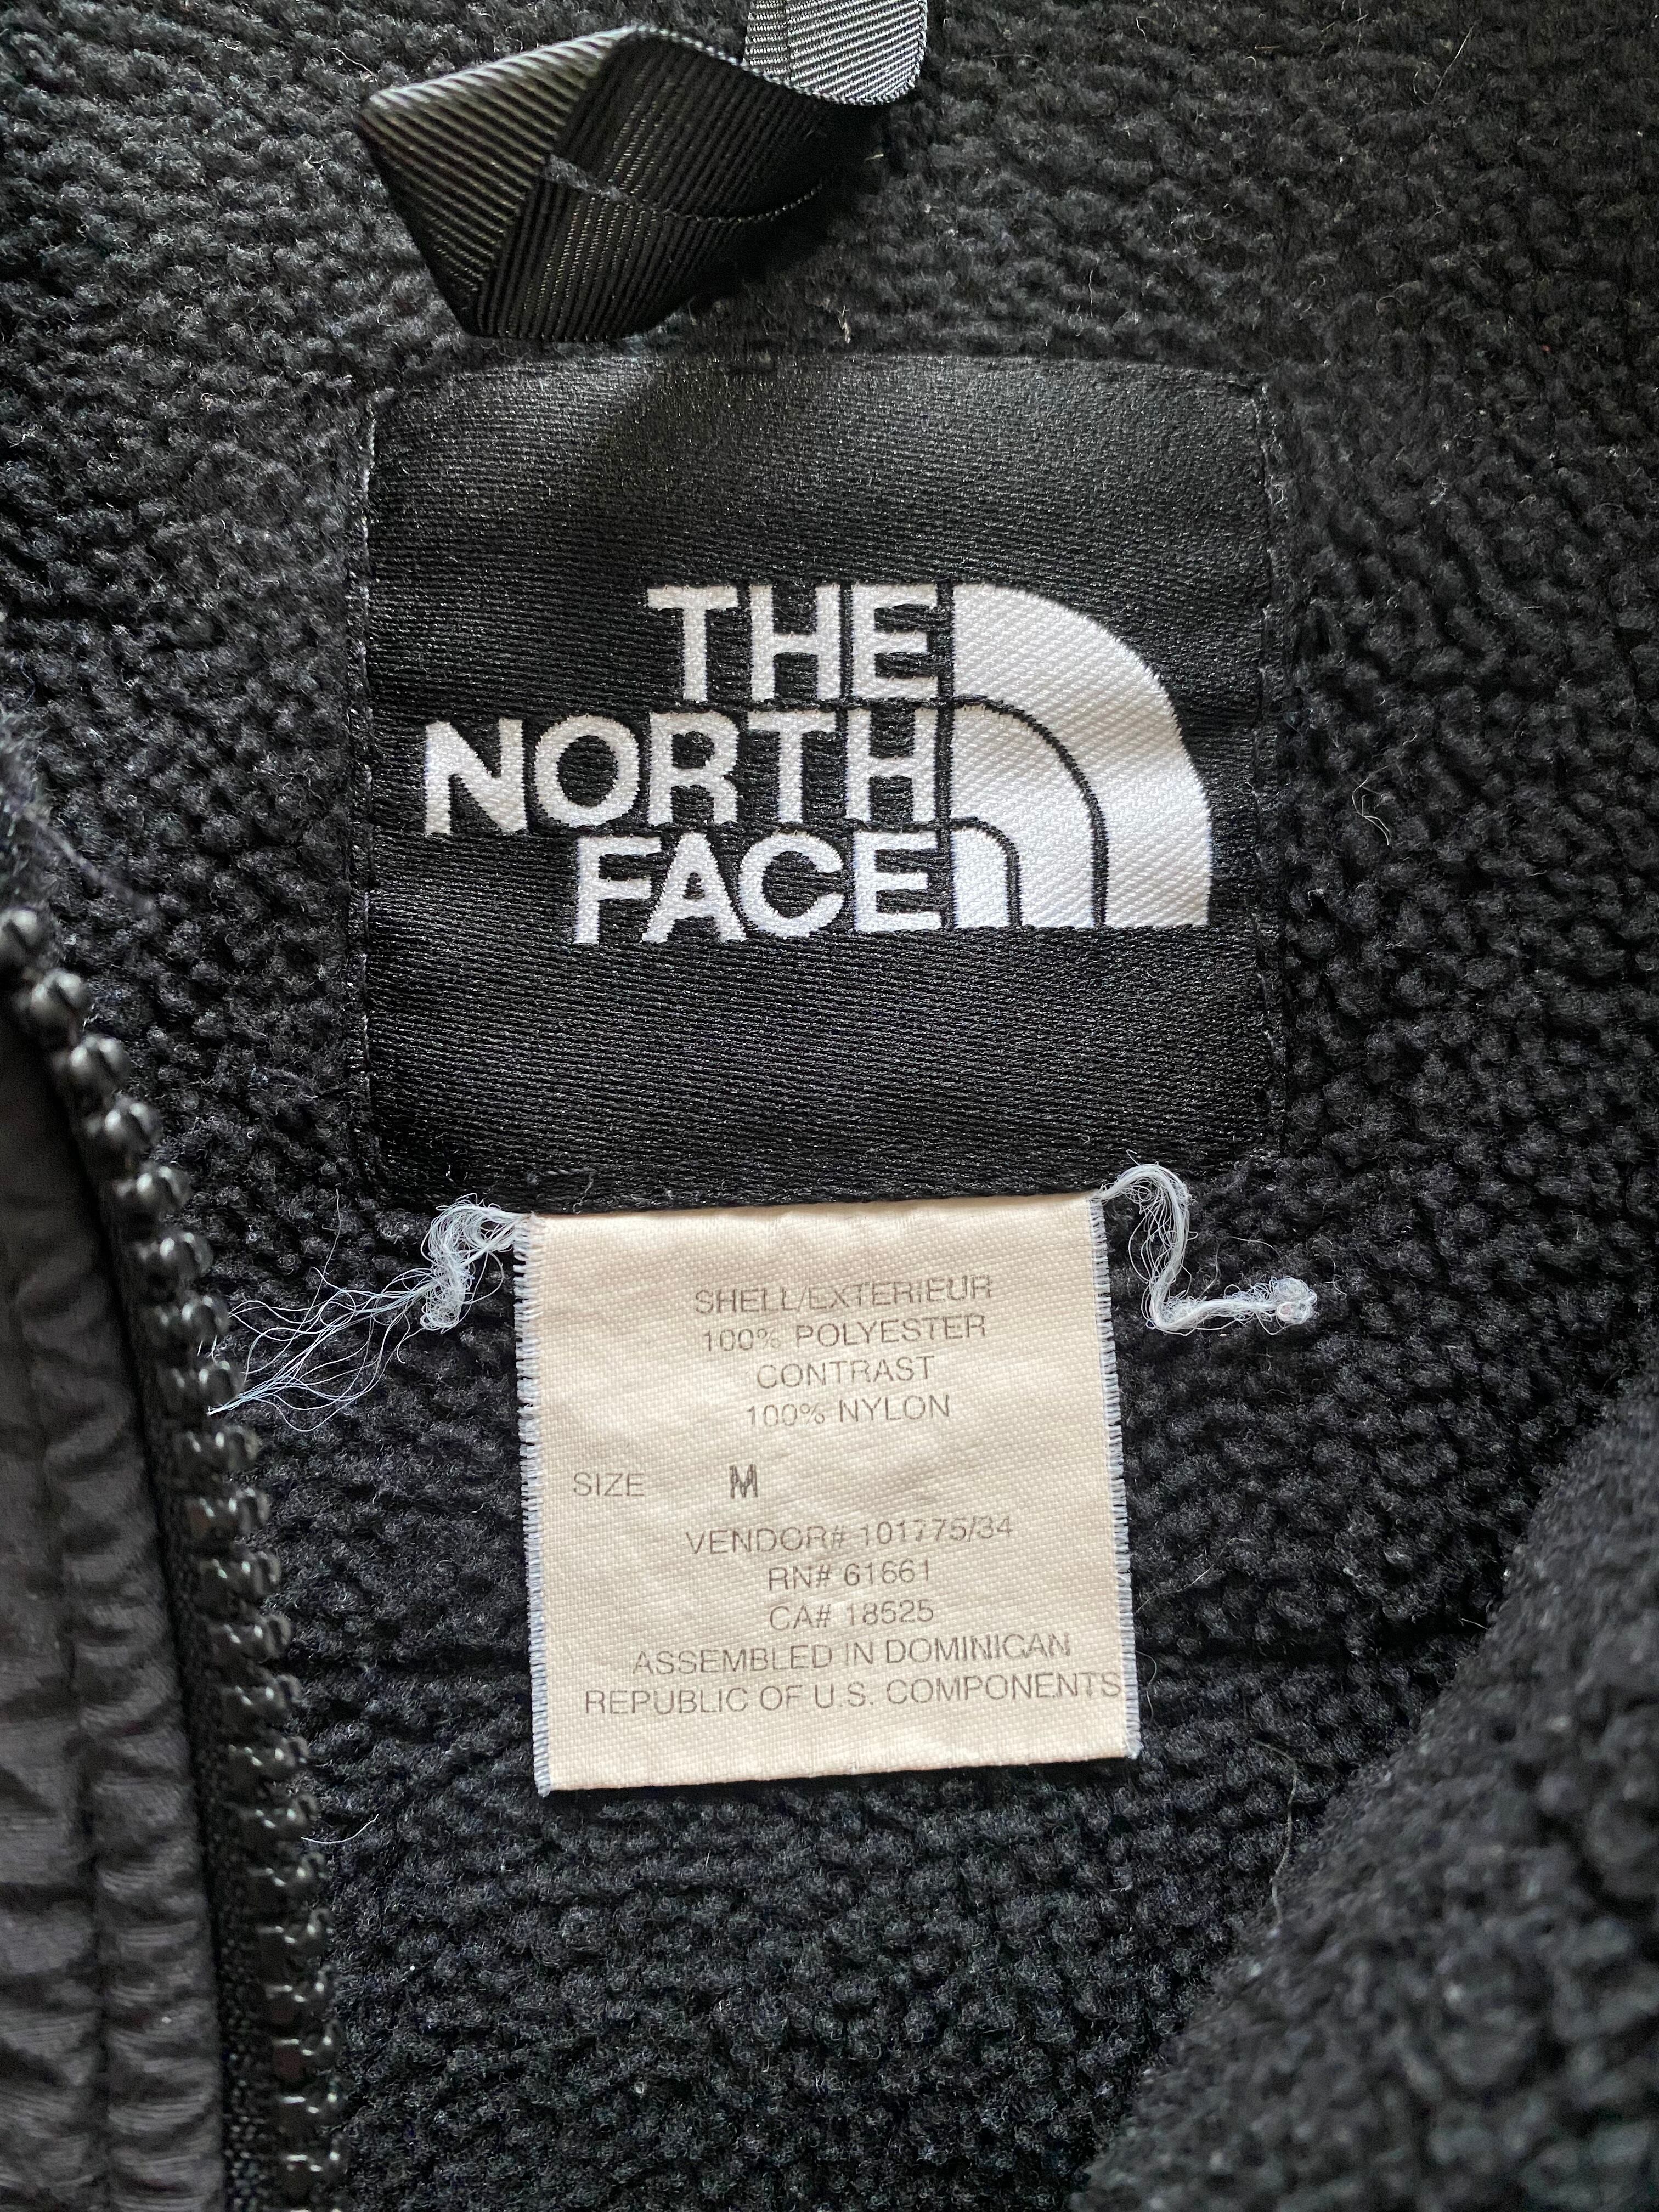 THE
NORTH
FACE
SHELL/EXTERIEUR
100% POLYESTER
CONTRAST
100% NYLON
SIZE M
VENDOR# 101775/34
RN# 61661
CA# 18525
ASSEMBLED IN DOMINICAN
REPUBLIC OF U.S. COMPONENTS